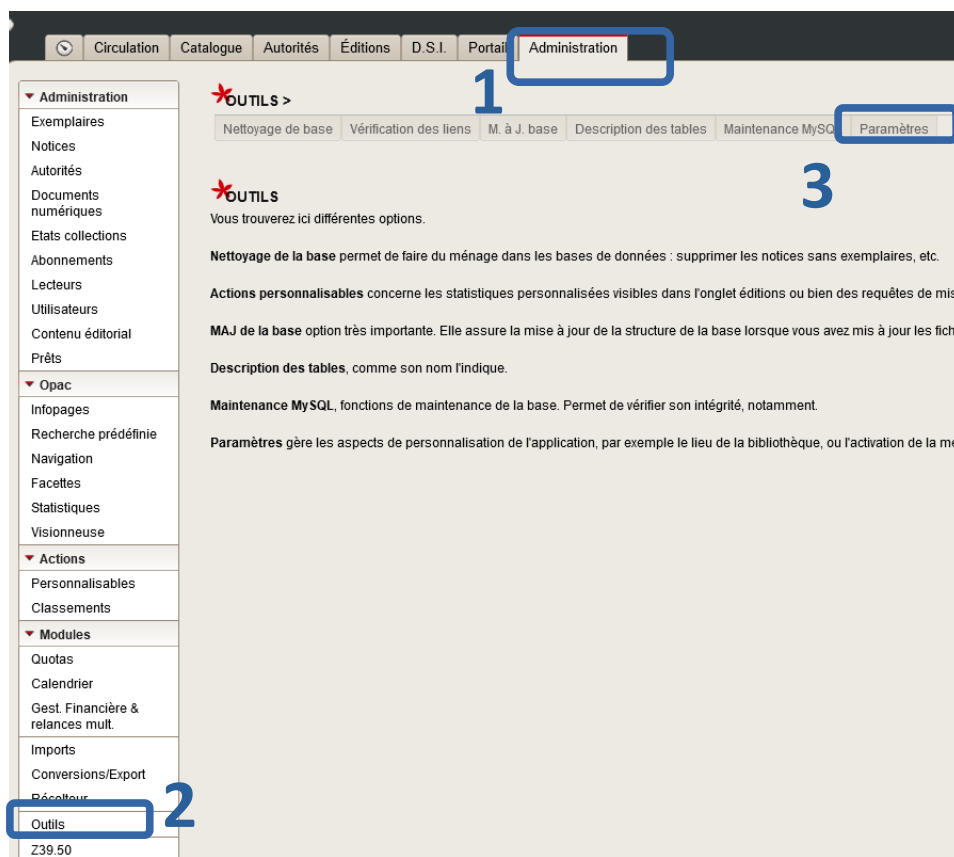 Circulation Catalogue Autorités Éditions D.S.I. Portail Administration
1
Administration
Exemplaires
Notices
Autorités
Documents
numériques
Etats collections
Abonnements
Lecteurs
Utilisateurs
Contenu éditorial
Prêts
Opac
Infopages
Recherche prédéfinie
Navigation
Facettes
Statistiques
Visionneuse
Actions
Personnalisables
Classements
Modules
Quotas
Calendrier
Gest. Financière &
relances mult.
Imports
Conversions/Export
Récolteur
Outils
2
Z39.50
OUTILS >
Nettoyage de base Vérification des liens M. à J. base Description des tables Maintenance MySQL Paramètres
3
OUTILS
Vous trouverez ici différentes options.
Nettoyage de la base permet de faire du ménage dans les bases de données : supprimer les notices sans exemplaires, etc.
Actions personnalisables concerne les statistiques personnalisées visibles dans l'onglet éditions ou bien des requêtes de mis
MAJ de la base option très importante. Elle assure la mise à jour de la structure de la base lorsque vous avez mis à jour les fich
Description des tables, comme son nom l'indique.
Maintenance MySQL, fonctions de maintenance de la base. Permet de vérifier son intégrité, notamment.
Paramètres gère les aspects de personnalisation de l'application, par exemple le lieu de la bibliothèque, ou l'activation de la me